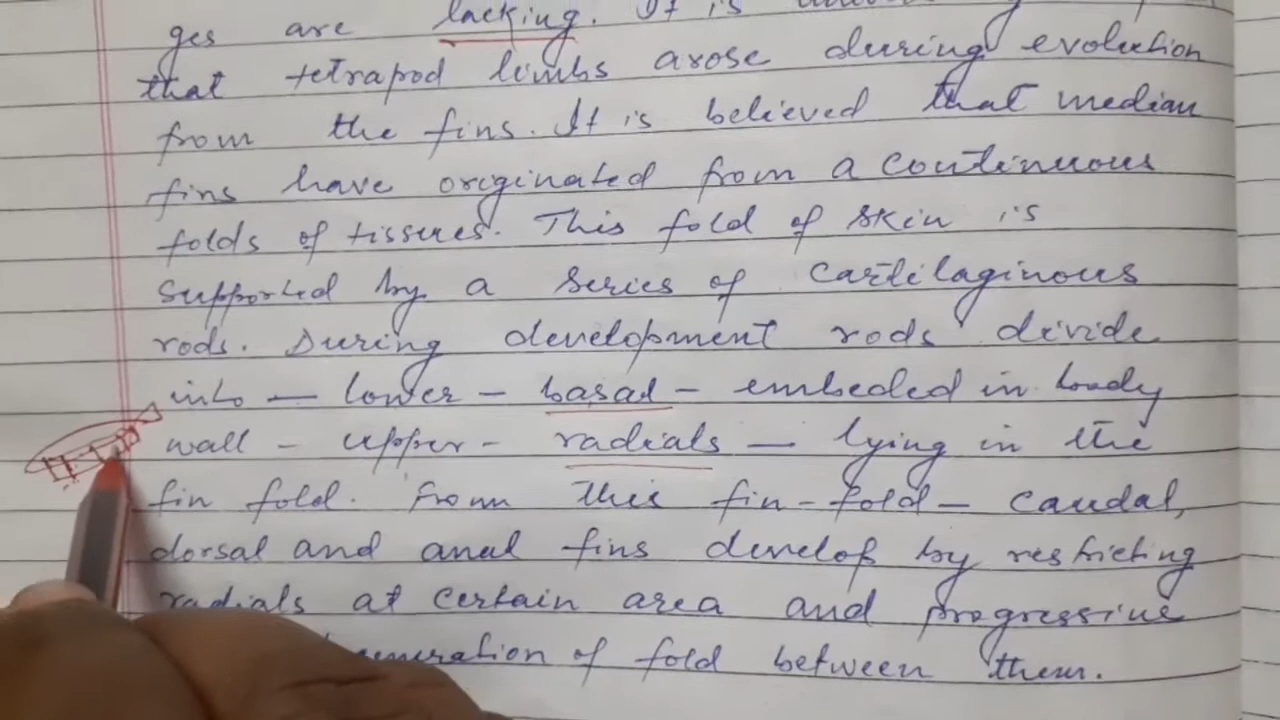 ges are lacking. It is
that tetrapod limbs arose during evolution
from the fins. It is believed that median
fins have originated from a continuous
folds of tissues. This fold of skin is
supported by a series of cartilaginous
rods. During development rods divide
into — lower - basal - embeded in body
wall - upper - radials — lying in the
fin fold. From this fin-fold - caudal,
dorsal and anal fins develop by restricting
radials at certain area and progressive
of fold between them.